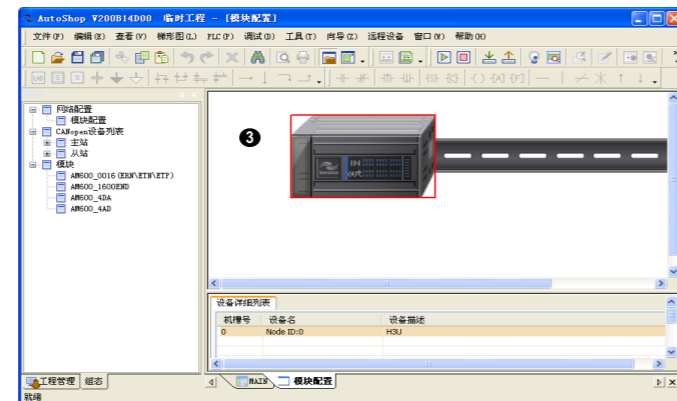 AutoShop V200B14D00 临时工程 - [模块配置]
文件(F) 编辑(E) 查看(V) 梯形图(L) PLC(P) 调试(D) 工具(T) 向导(Z) 远程设备 窗口(W) 帮助(H)
网络配置
模块配置
CANopen设备列表
主站
从站
模块
AM600_0016(ERN\ETN\ETP)
AM600_1600END
AM600_4DA
AM600_4AD
3
IN
OUT
设备详细列表
机槽号 设备名 设备描述
0 Node ID:0 H3U
工程管理 组态
MAIN 模块配置
就绪